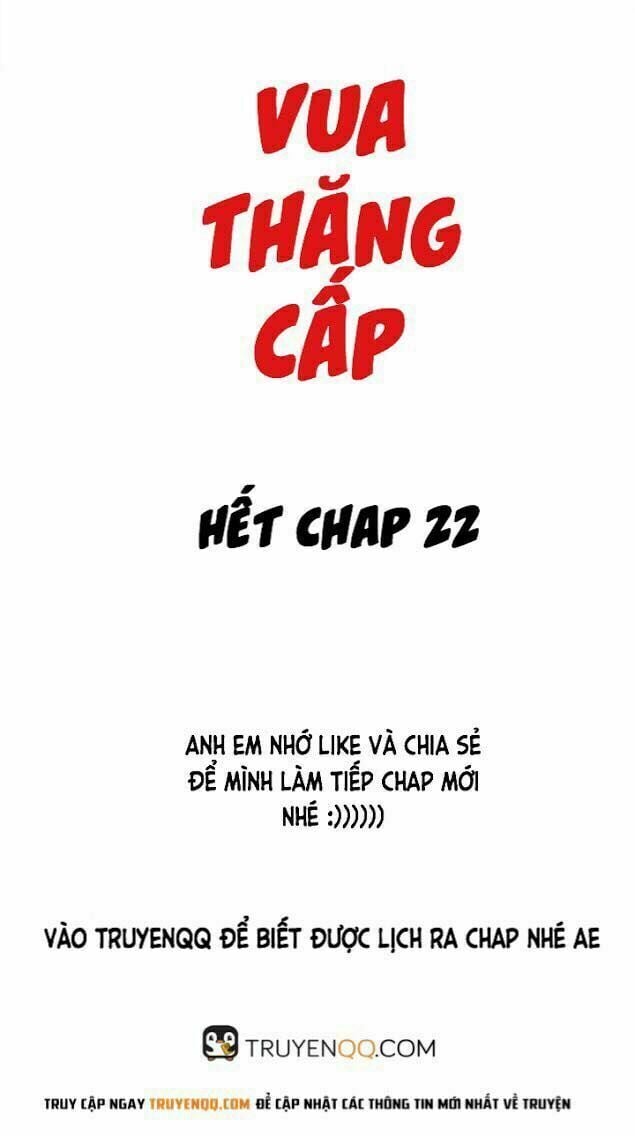 VUA
THĂNG
CẤP
HẾT CHAP 22
ANH EM NHỚ LIKE VÀ CHIA SẺ
ĐỂ MÌNH LÀM TIẾP CHAP MỚI
NHÉ :))))))
VÀO TRUYENQQ ĐỂ BIẾT ĐƯỢC LỊCH RA CHAP NHÉ AE
TRUYENQQ.COM
TRUY CẬP NGAY TRUYENQQ.COM ĐỂ CẬP NHẬT CÁC THÔNG TIN MỚI NHẤT VỀ TRUYỆN